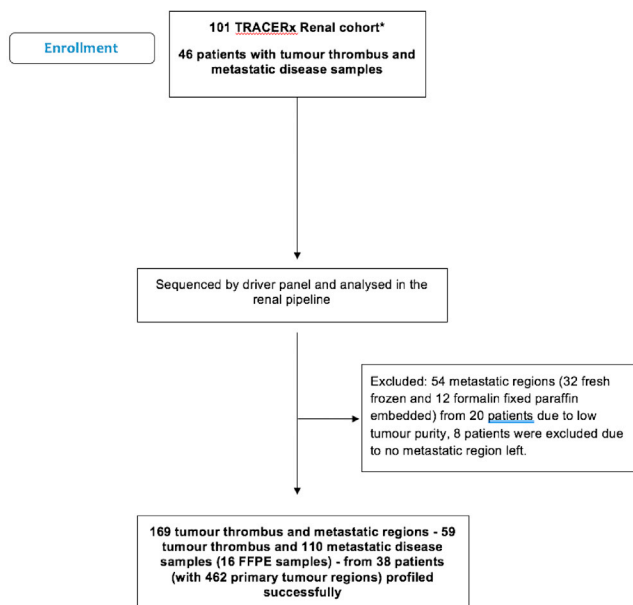 101 TRACERx Renal cohort*
Enrollment
46 patients with tumour thrombus and
metastatic disease samples
Sequenced by driver panel and analysed in the
renal pipeline
Excluded: 54 metastatic regions (32 fresh
frozen and 12 formalin fixed paraffin
embedded) from 20 patients due to low
tumour purity, 8 patients were excluded due
to no metastatic region left.
169 tumour thrombus and metastatic regions - 59
tumour thrombus and 110 metastatic disease
samples (16 FFPE samples) - from 38 patients
(with 462 primary tumour regions) profiled
successfully